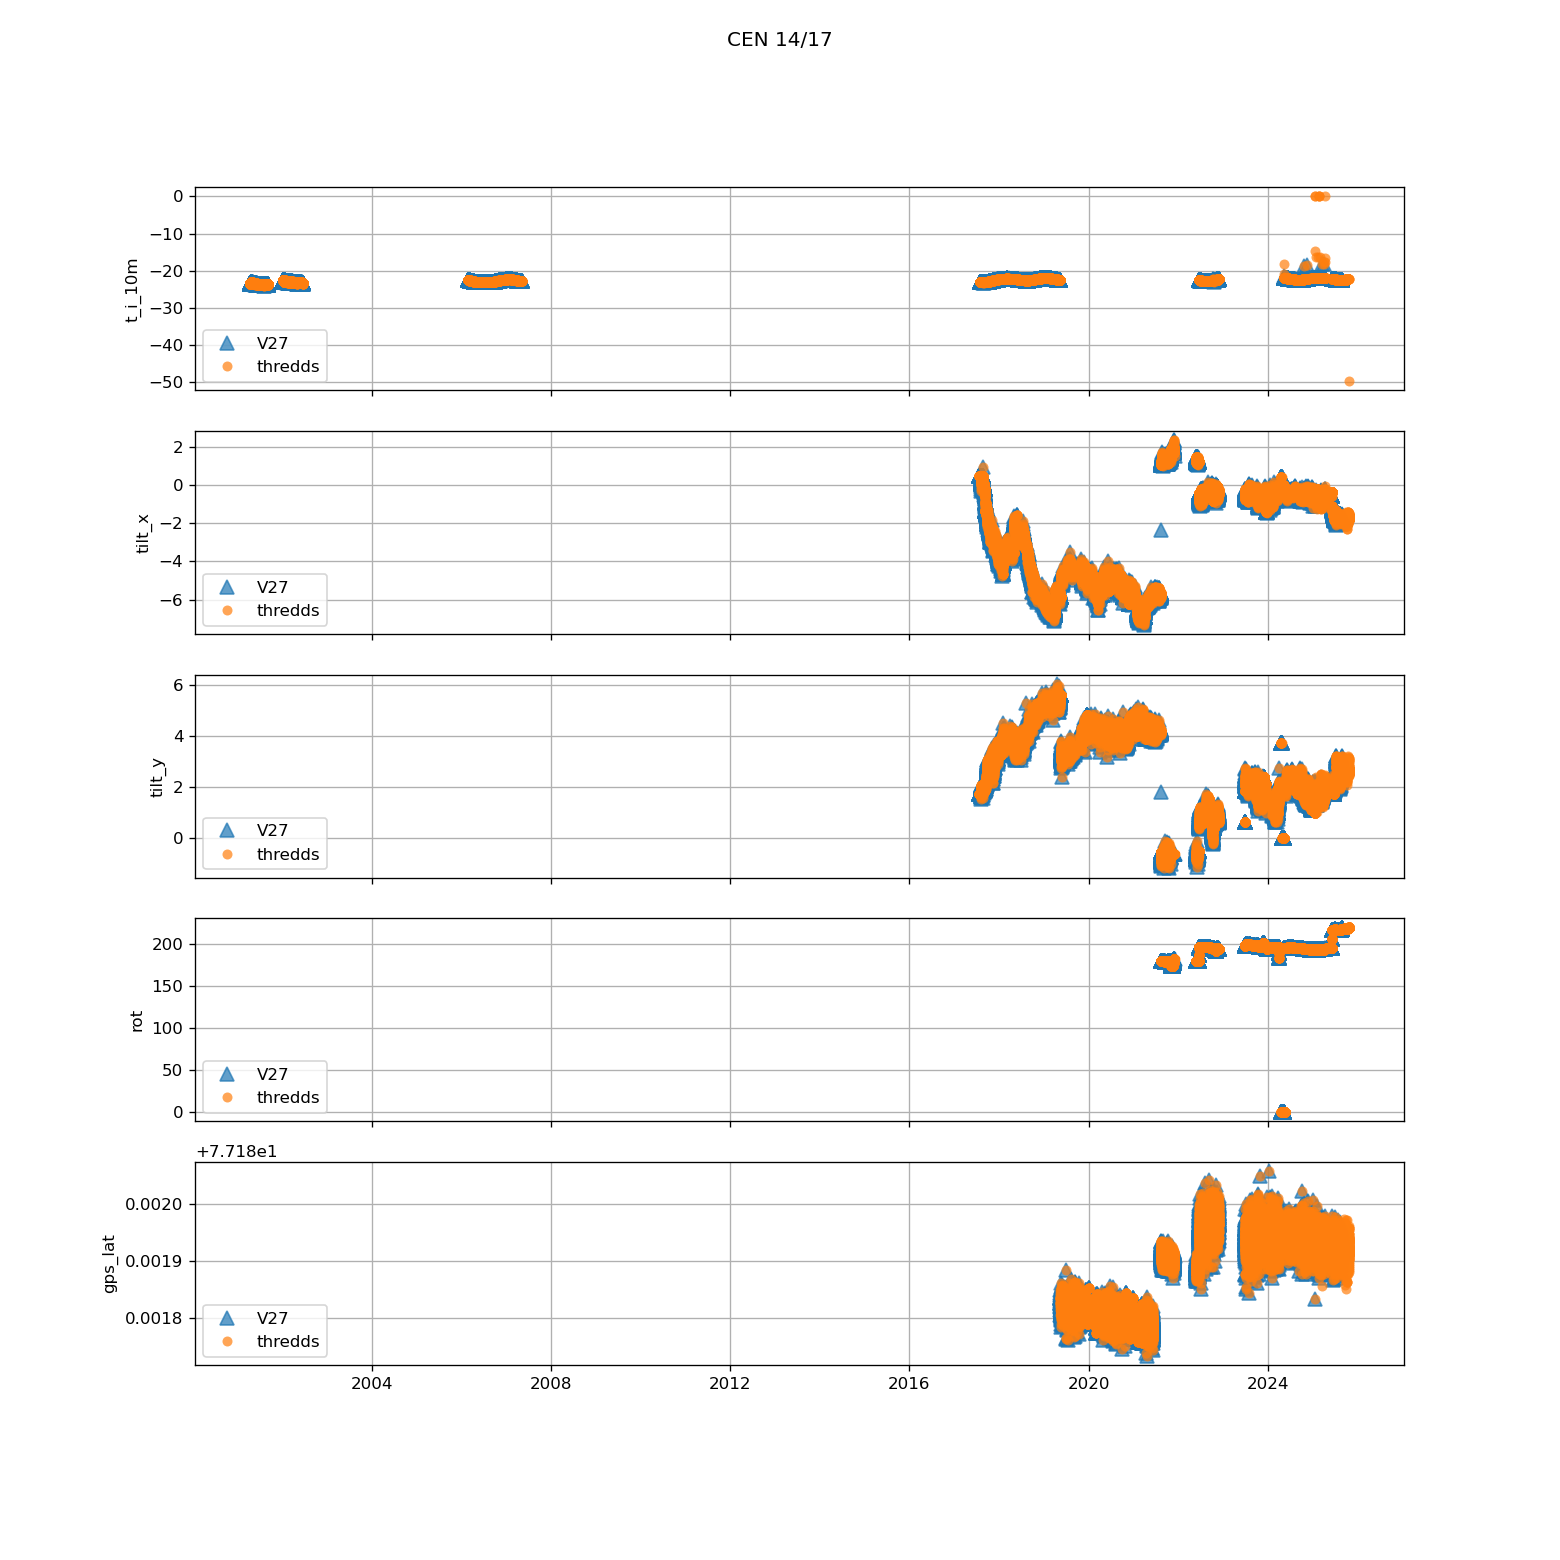 CEN 14/17
0
−10
−20
−30
−40
−50
t_i_10m
V27
thredds
2
0
−2
−4
−6
tilt_x
V27
thredds
6
4
2
0
tilt_y
V27
thredds
200
150
100
50
0
rot
V27
thredds
+7.718e1
0.0020
0.0019
0.0018
gps_lat
V27
thredds
2004 2008 2012 2016 2020 2024